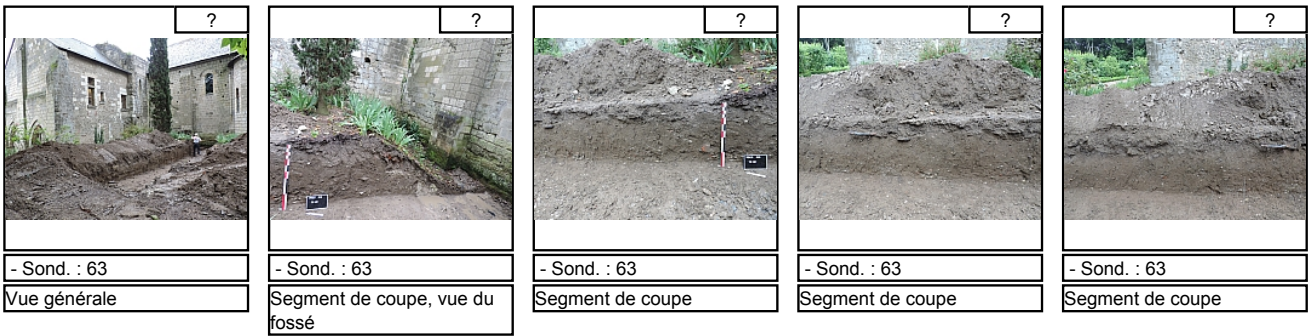 ?
?
?
?
?
- Sond. : 63
- Sond. : 63
- Sond. : 63
- Sond. : 63
- Sond. : 63
Vue générale
Segment de coupe, vue du
fossé
Segment de coupe
Segment de coupe
Segment de coupe